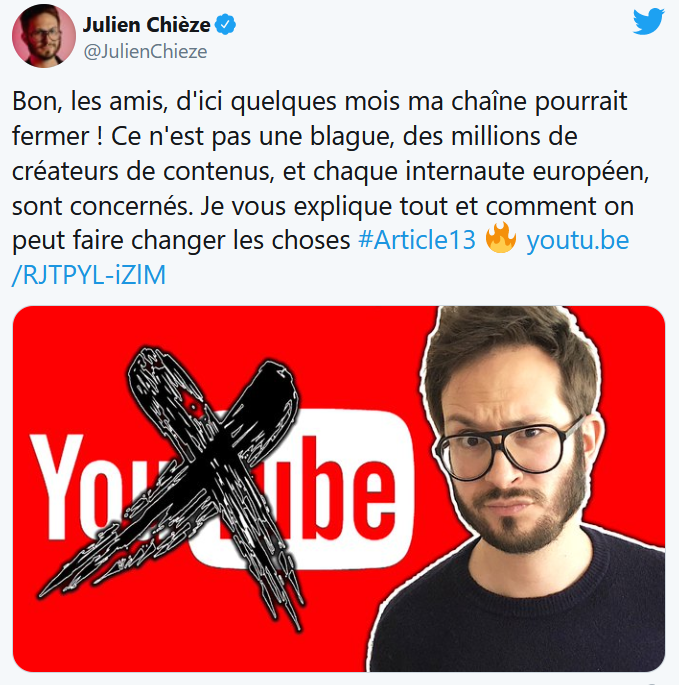 Julien Chièze
@JulienChieze
Bon, les amis, d'ici quelques mois ma chaîne pourrait
fermer ! Ce n'est pas une blague, des millions de
créateurs de contenus, et chaque internaute européen,
sont concernés. Je vous explique tout et comment on
peut faire changer les choses #Article13 🔥 youtu.be
/RJTPYL-iZlM
YouTube